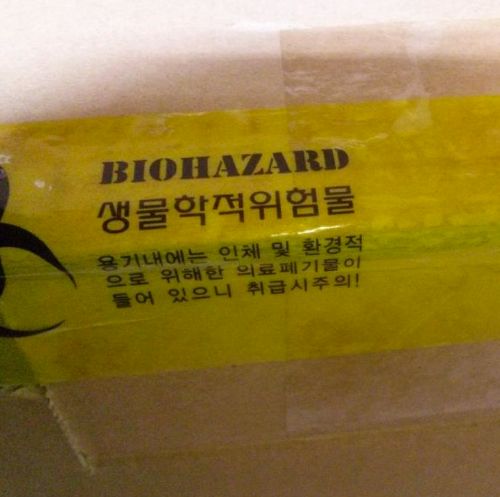 BIOHAZARD
생물학적위험물
용기내에는 인체 및 환경적
으로 위해한 의료폐기물이
들어 있으니 취급시주의!